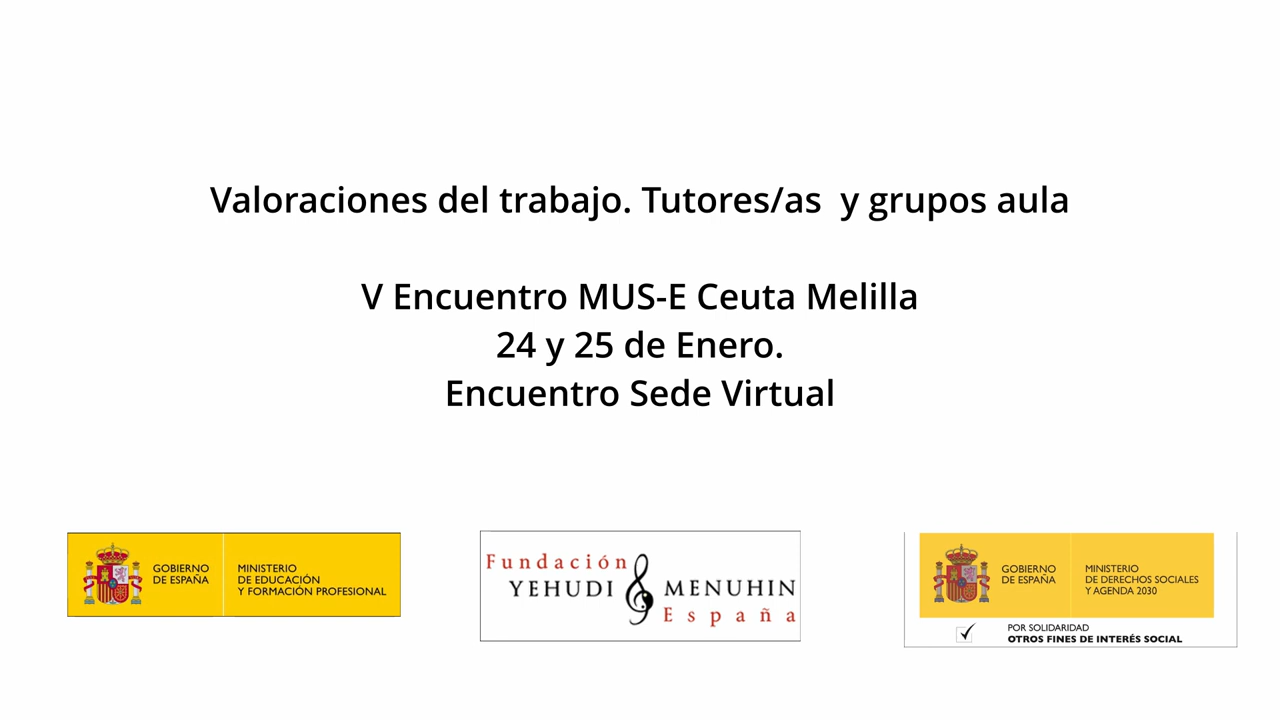 Valoraciones del trabajo. Tutores/as  y grupos aula
V Encuentro MUS-E Ceuta Melilla
24 y 25 de Enero.
Encuentro Sede Virtual
GOBIERNO
DE ESPAÑA
MINISTERIO
DE EDUCACIÓN
Y FORMACIÓN PROFESIONAL
Fundación
YEHUDI MENUHIN
España
GOBIERNO
DE ESPAÑA
MINISTERIO
DE DERECHOS SOCIALES
Y AGENDA 2030
POR SOLIDARIDAD
OTROS FINES DE INTERÉS SOCIAL